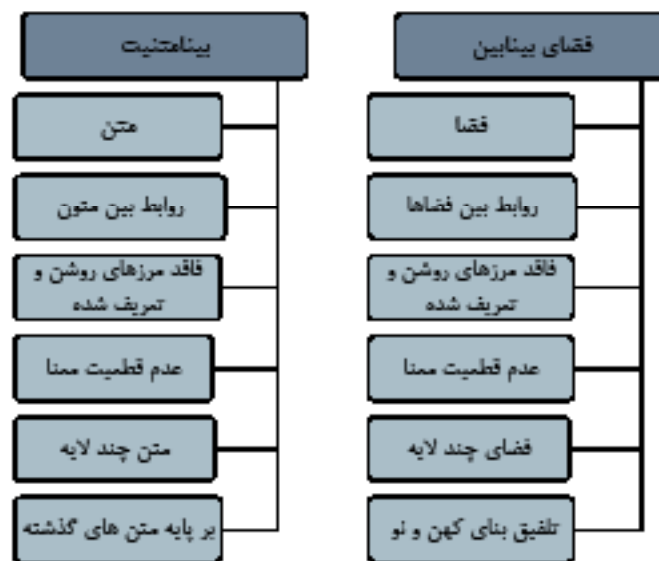 فضای بینابین
فضا
روابط بین فضاها
فاقد مرزهای روشن و
تعریف شده
عدم قطعیت معنا
فضای چند لایه
تلفیق بنای کهن و نو
بینامتنیت
متن
روابط بین متون
فاقد مرزهای روشن و
تعریف شده
عدم قطعیت معنا
متن چند لایه
بر پایه متن های گذشته